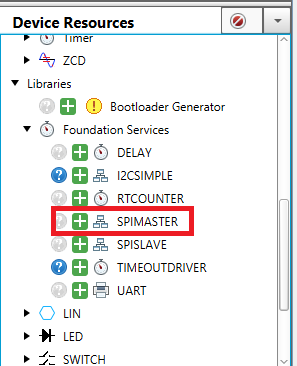 Device Resources
Timer
ZCD
Libraries
Bootloader Generator
Foundation Services
DELAY
I2CSIMPLE
RTCOUNTER
SPIMASTER
SPISLAVE
TIMEOUTDRIVER
UART
LIN
LED
SWITCH